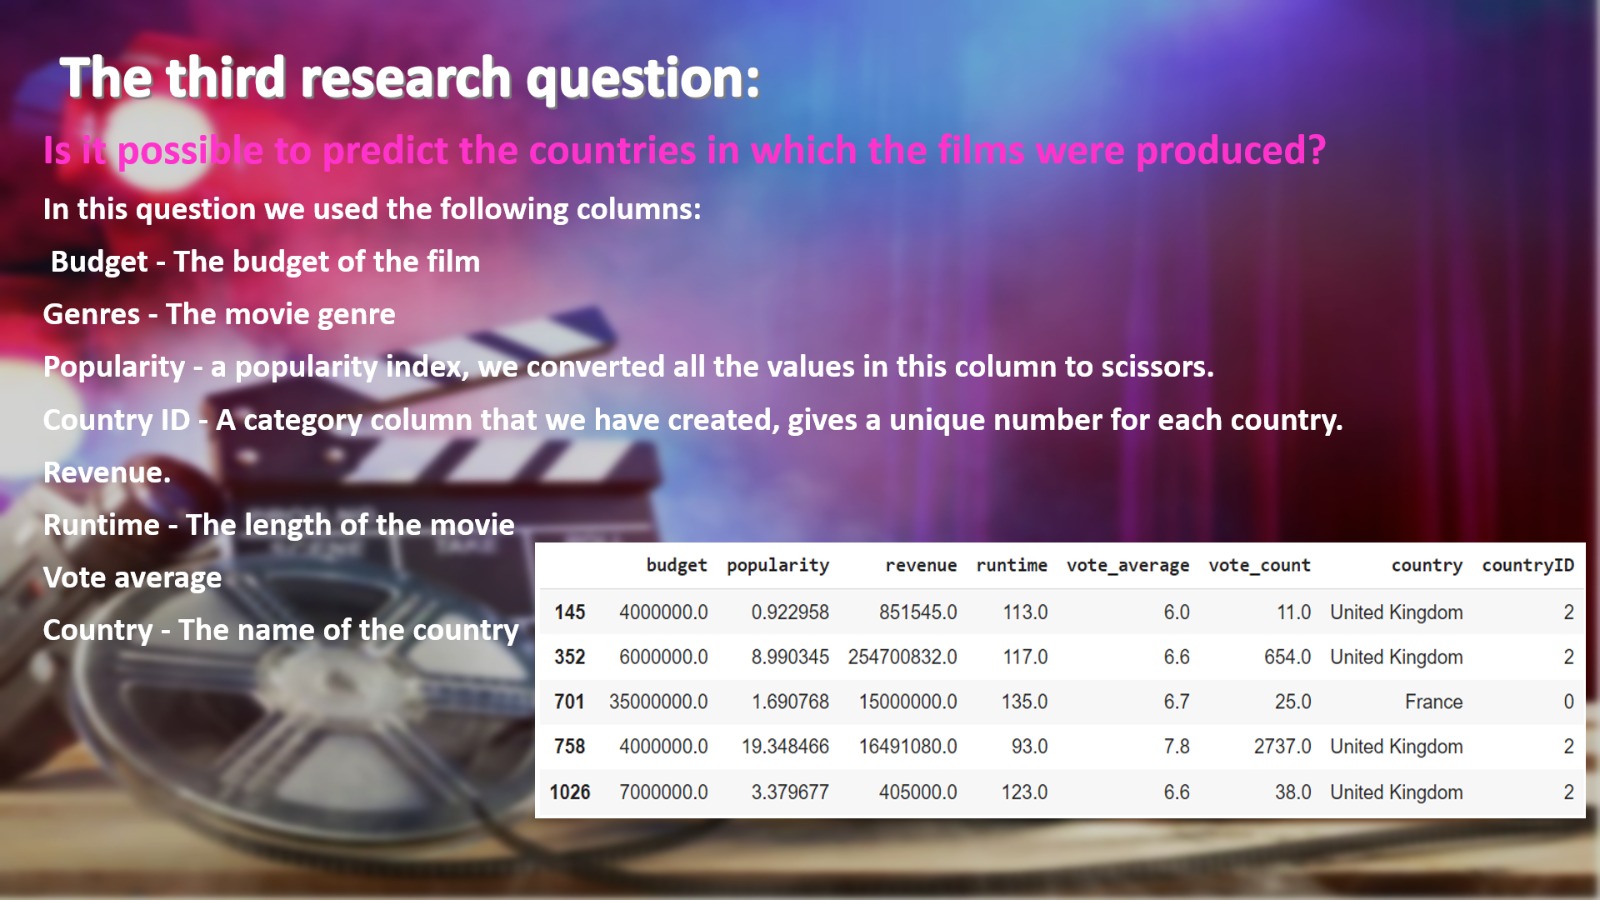 The third research question:
Is it possible to predict the countries in which the films were produced?
In this question we used the following columns:
Budget - The budget of the film
Genres - The movie genre
Popularity - a popularity index, we converted all the values in this column to scissors.
Country ID - A category column that we have created, gives a unique number for each country.
Revenue.
Runtime - The length of the movie
Vote average
Country - The name of the country
budget popularity revenue runtime vote_average vote_count country countryID
145 4000000.0 0.922958 851545.0 113.0 6.0 11.0 United Kingdom 2
352 6000000.0 8.990345 254700832.0 117.0 6.6 654.0 United Kingdom 2
701 35000000.0 1.690768 15000000.0 135.0 6.7 25.0 France 0
758 4000000.0 19.348466 16491080.0 93.0 7.8 2737.0 United Kingdom 2
1026 7000000.0 3.379677 405000.0 123.0 6.6 38.0 United Kingdom 2